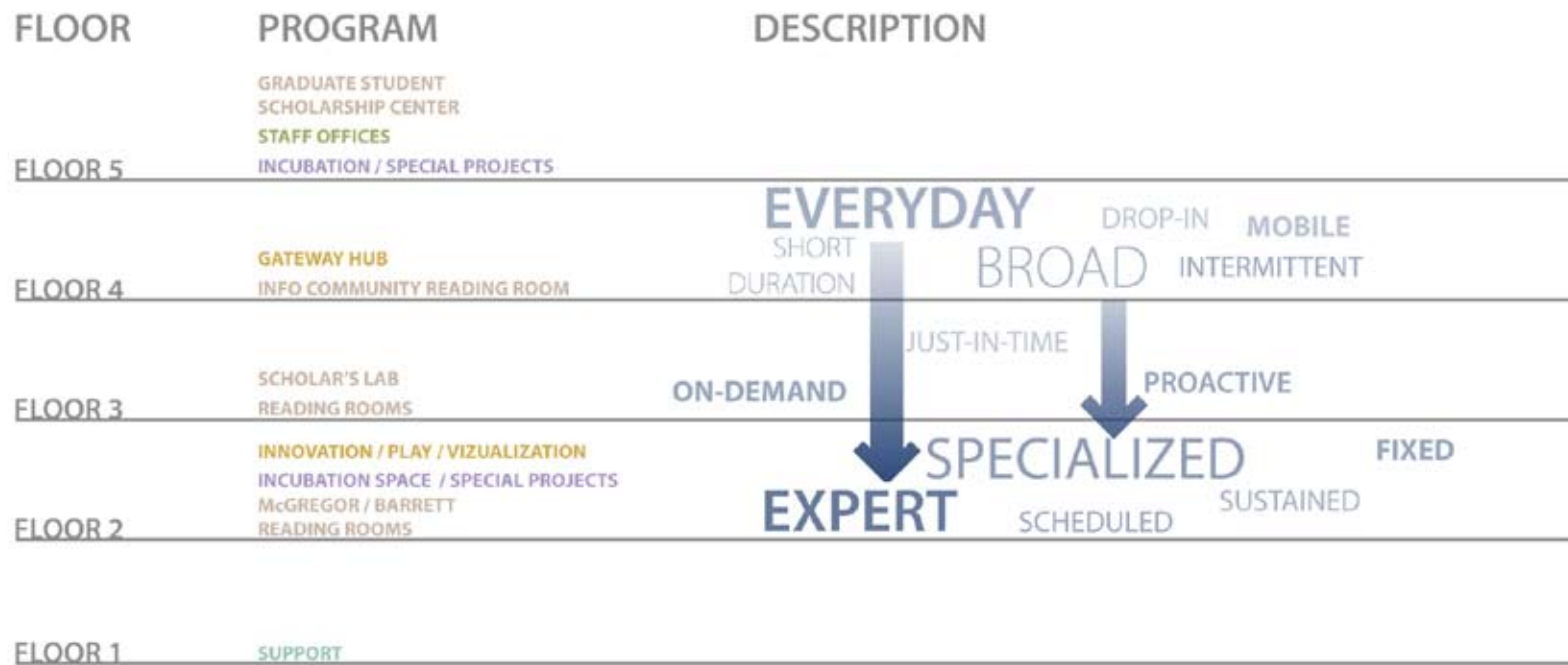 FLOOR PROGRAM DESCRIPTION
GRADUATE STUDENT
SCHOLARSHIP CENTER
STAFF OFFICES
FLOOR 5 INCUBATION / SPECIAL PROJECTS
EVERYDAY
DROP-IN MOBILE
SHORT
DURATION
BROAD INTERMITTENT
GATEWAY HUB
FLOOR 4 INFO COMMUNITY READING ROOM
JUST-IN-TIME
SCHOLAR'S LAB
ON-DEMAND PROACTIVE
FLOOR 3 READING ROOMS
INNOVATION / PLAY / VIZUALIZATION
SPECIALIZED FIXED
INCUBATION SPACE / SPECIAL PROJECTS
McGREGOR / BARRETT
EXPERT SCHEDULED SUSTAINED
FLOOR 2 READING ROOMS
FLOOR 1 SUPPORT